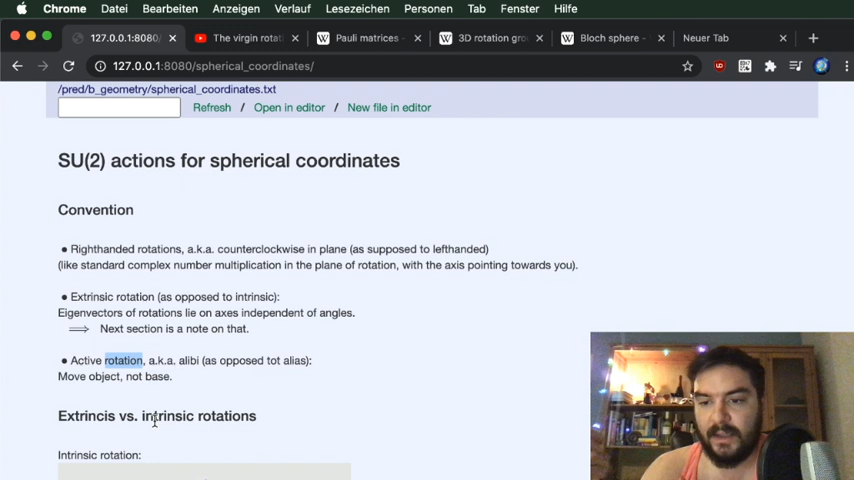 Chrome Datei Bearbeiten Anzeigen Verlauf Lesezeichen Personen Tab Fenster Hilfe
127.0.0.1:8080/ The virgin rotat Pauli matrices - 3D rotation gro Bloch sphere - Neuer Tab
127.0.0.1:8080/spherical_coordinates/
/pred/b_geometry/spherical_coordinates.txt
Refresh / Open in editor / New file in editor
SU(2) actions for spherical coordinates
Convention
● Righthanded rotations, a.k.a. counterclockwise in plane (as supposed to lefthanded)
(like standard complex number multiplication in the plane of rotation, with the axis pointing towards you).
● Extrinsic rotation (as opposed to intrinsic):
Eigenvectors of rotations lie on axes independent of angles.
⟹ Next section is a note on that.
● Active rotation, a.k.a. alibi (as opposed tot alias):
Move object, not base.
Extrincis vs. intrinsic rotations
Intrinsic rotation: